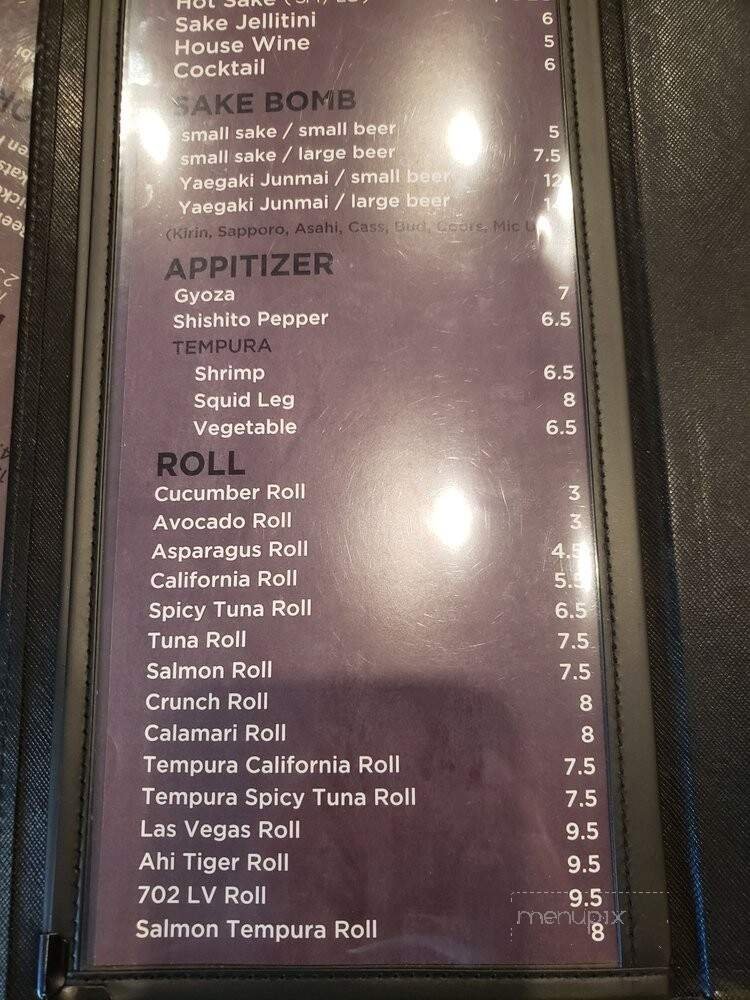 Hot Sake
Sake Jellitini 6
House Wine 5
Cocktail 6
SAKE BOMB
small sake / small beer 5
small sake / large beer 7.5
Yaegaki Junmai / small beer 12
Yaegaki Junmai / large beer
(Kirin, Sapporo, Asahi, Cass, Bud, Coors, Mic
APPITIZER
Gyoza 7
Shishito Pepper 6.5
TEMPURA
Shrimp 6.5
Squid Leg 8
Vegetable 6.5
ROLL
Cucumber Roll 3
Avocado Roll 3
Asparagus Roll 4.5
California Roll 5.5
Spicy Tuna Roll 6.5
Tuna Roll 7.5
Salmon Roll 7.5
Crunch Roll 8
Calamari Roll 8
Tempura California Roll 7.5
Tempura Spicy Tuna Roll 7.5
Las Vegas Roll 9.5
Ahi Tiger Roll 9.5
702 LV Roll 9.5
Salmon Tempura Roll 8
menupix